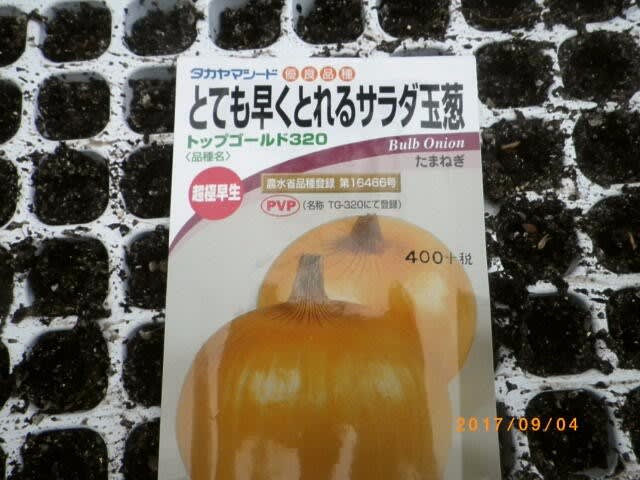 タカヤマシード 優良品種
とても早くとれるサラダ玉葱
トップゴールド320
〈品種名〉
Bulb Onion
たまねぎ
超極早生
農水省品種登録 第16466号
PVP (名称 TG-320にて登録)
400+税
2017/09/04